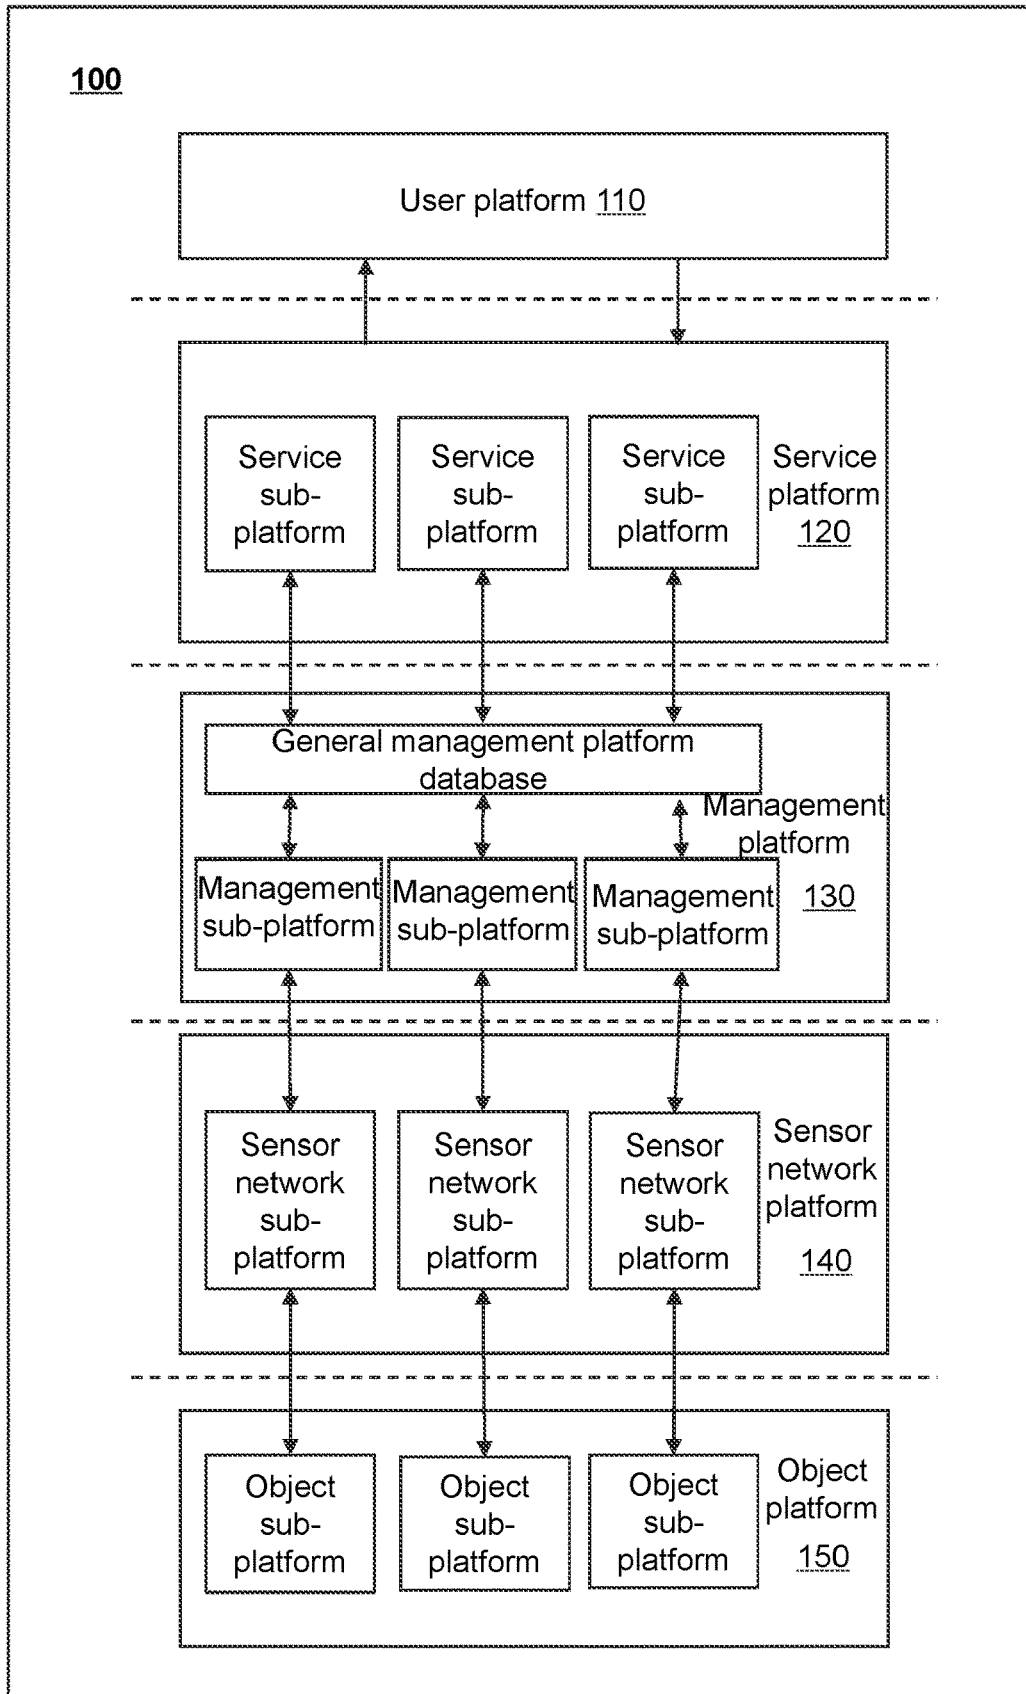 100
User platform 110
Service
sub-
platform
Service
sub-
platform
Service
sub-
platform
Service
platform
120
General management platform
database
Management
platform
130
Management
sub-platform
Management
sub-platform
Management
sub-platform
Sensor
network
sub-
platform
Sensor
network
sub-
platform
Sensor
network
sub-
platform
Sensor
network
platform
140
Object
sub-
platform
Object
sub-
platform
Object
sub-
platform
Object
platform
150